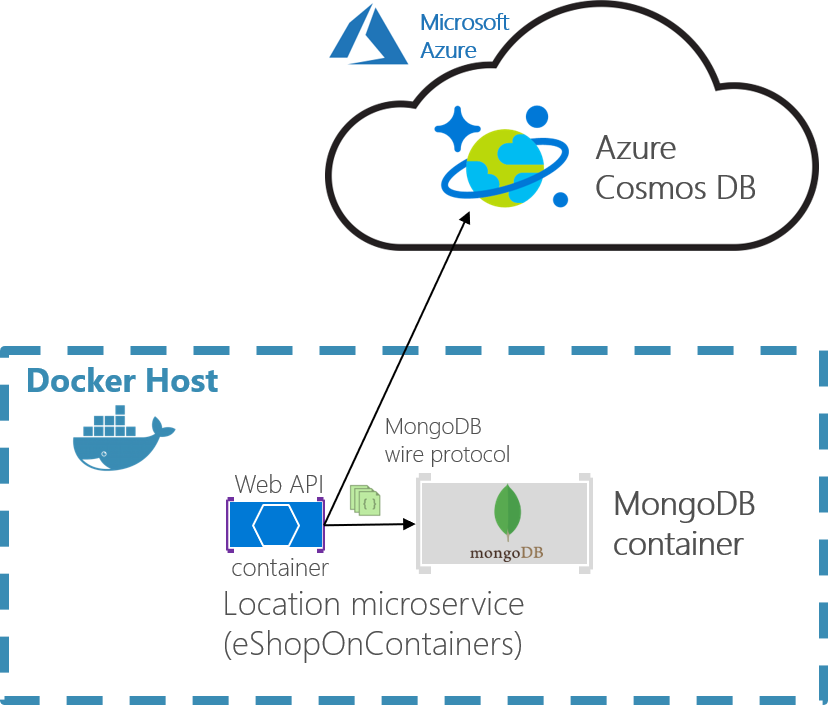 Microsoft
Azure
Azure
Cosmos DB
Docker Host
MongoDB
wire protocol
Web API
{ }
mongoDB
MongoDB
container
container
Location microservice
(eShopOnContainers)